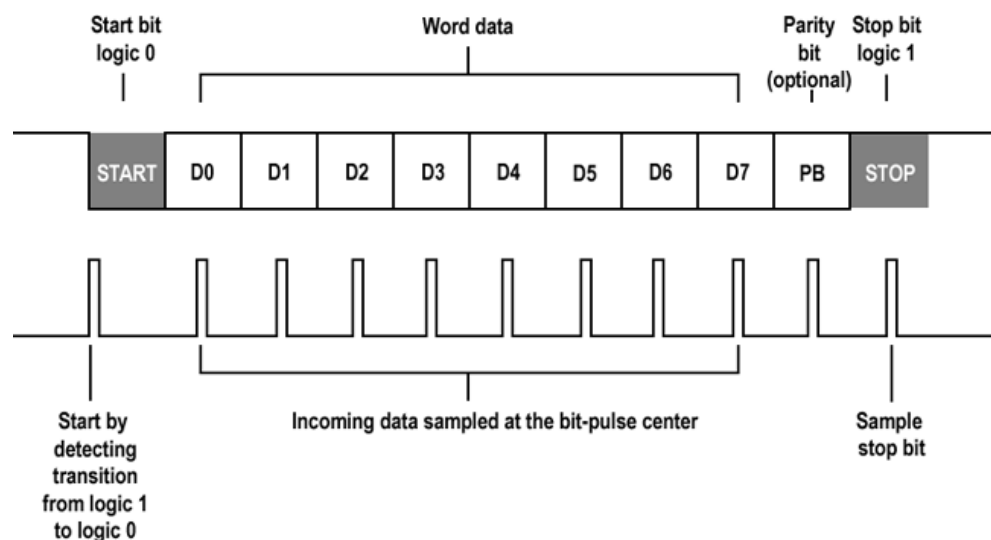 Start bit
logic 0
Word data
Parity
bit
(optional)
Stop bit
logic 1
START D0 D1 D2 D3 D4 D5 D6 D7 PB STOP
Start by
detecting
transition
from logic 1
to logic 0
Incoming data sampled at the bit-pulse center
Sample
stop bit